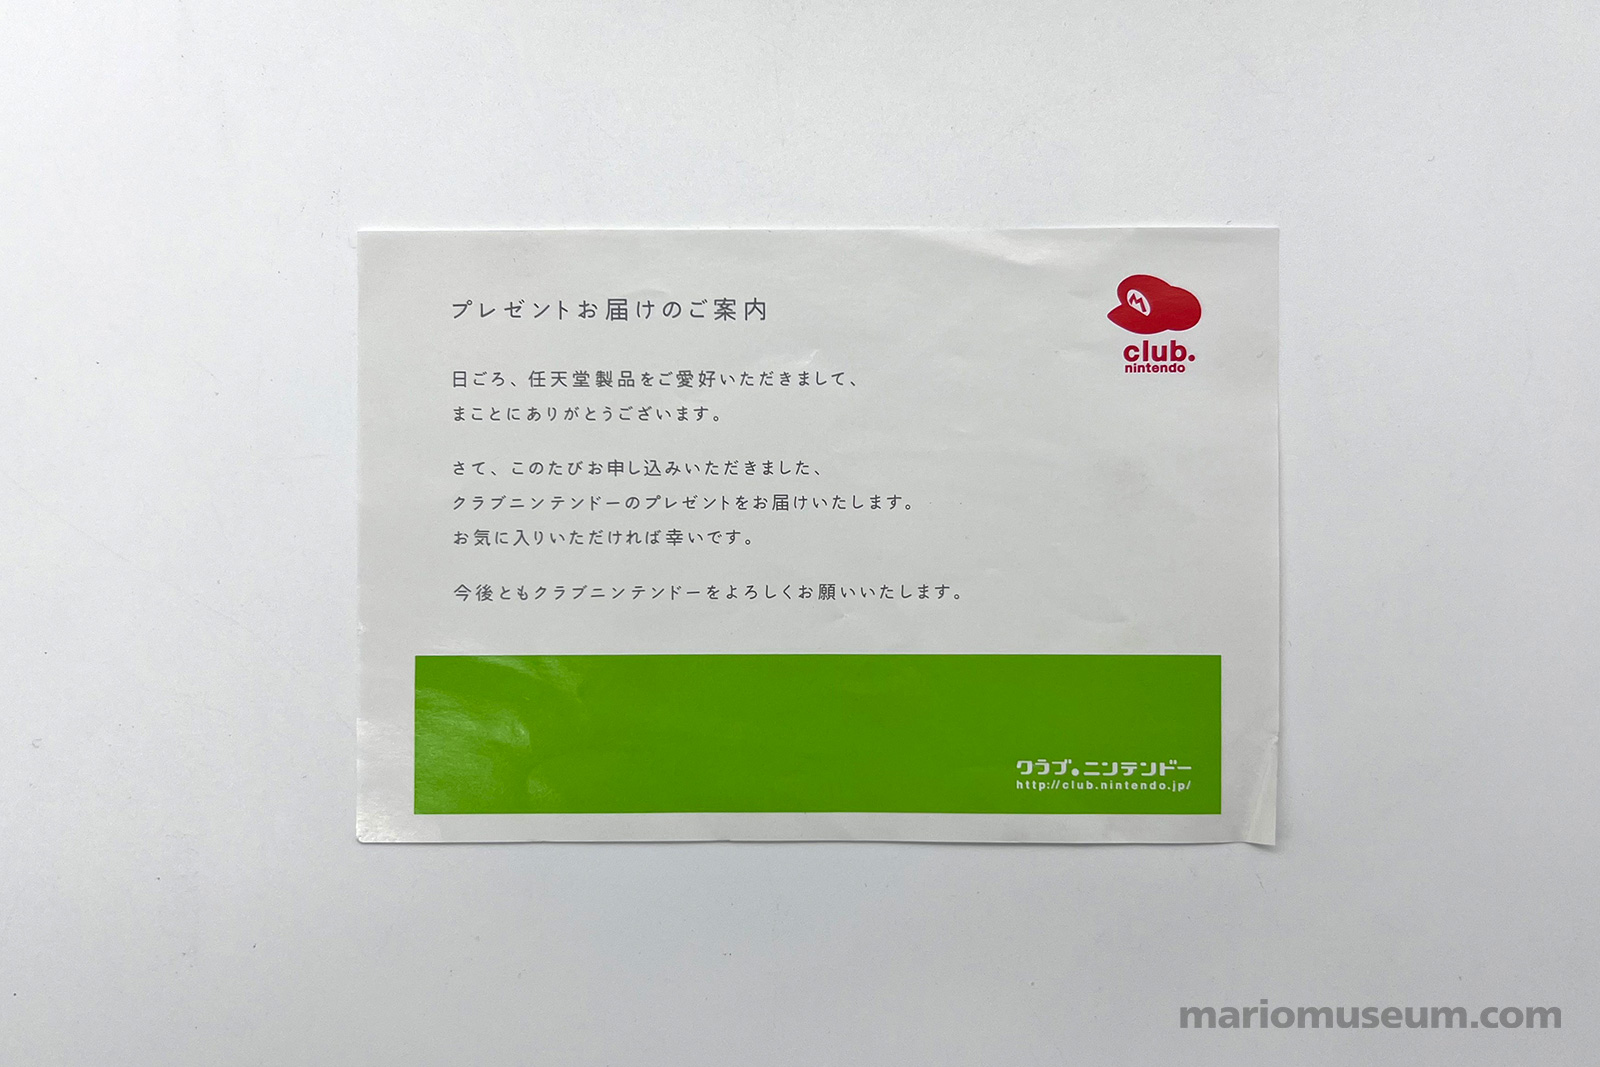 プレゼントお届けのご案内
M
club.
nintendo
日ごろ、任天堂製品をご愛好いただきまして、
まことにありがとうございます。
さて、このたびお申し込みいただきました、
クラブニンテンドーのプレゼントをお届けいたします。
お気に入りいただければ幸いです。
今後ともクラブニンテンドーをよろしくお願いいたします。
クラブ.ニンテンドー
http://club.nintendo.jp/
mariomuseum.com